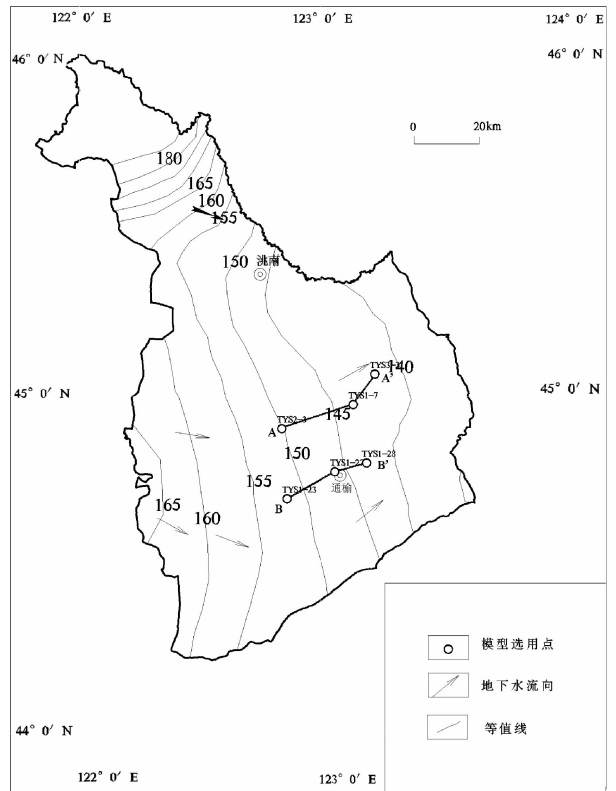 122° 0′ E
123° 0′ E
124° 0′ E
46° 0′ N
46° 0′ N
0
20km
180
165
160
155
150
洮南
TYS3-
140
A'
45° 0′ N
45° 0′ N
TYS1-7
TYS2-3
145
A
150
TYS1-28
TYS1-27
B'
155
TYS1-23
通榆
165
B
160
模型选用点
地下水流向
等值线
44° 0′ N
122° 0′ E
123° 0′ E